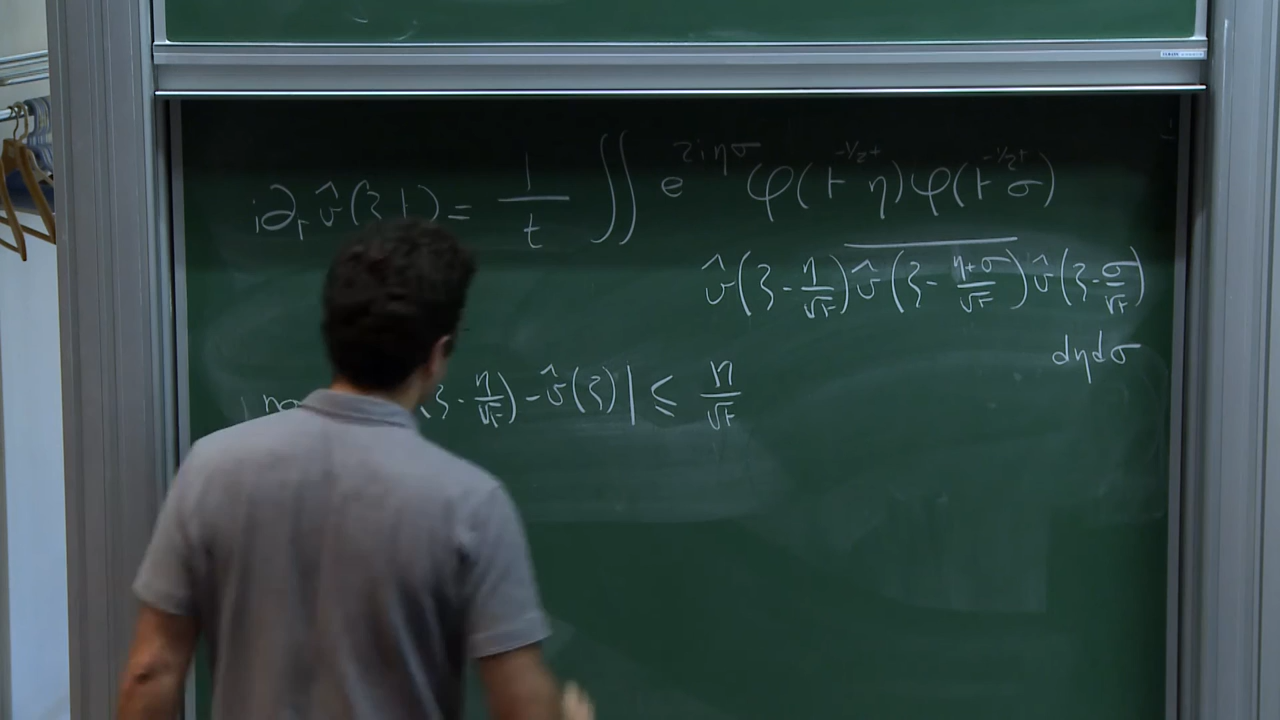 i∂_t v̂(ξ,t) = 1/t ∬ e^{2iησ} φ(t^{-1/2+} η) φ(t^{-1/2+} σ)
v̂(ξ - η/√t) \overline{v̂(ξ - (η+σ)/√t)} v̂(ξ - σ/√t)
dη dσ
(ξ - η/√t) - v̂(ξ)| ≤ η/√t